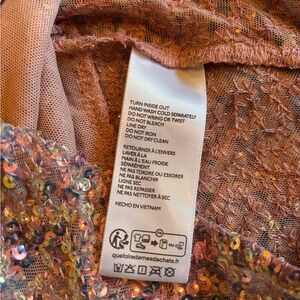 TURN INSIDE OUT
HAND WASH COLD SEPARATELY
DO NOT WRING OR TWIST
DO NOT BLEACH
LINE DRY
DO NOT IRON
DO NOT DRY CLEAN
RETOURNER À L'ENVERS
LAVER À LA
MAIN À L'EAU FROIDE
SÉPARÉMENT
NE PAS TORDRE OU ESSORER
NE PAS BLANCHIR
LIGNE SEC
NE PAS REPASSER
NE PAS NETTOYER À SEC
HECHO EN VIETNAM
quefairedemesdechets.fr